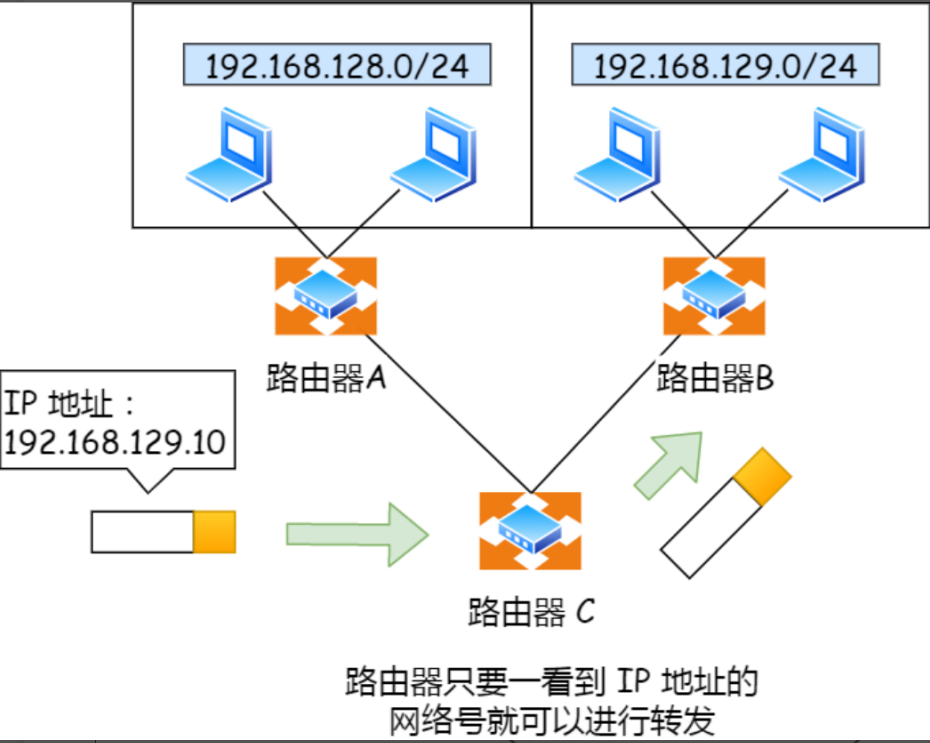 192.168.128.0/24
192.168.129.0/24
路由器A
路由器B
IP 地址：
192.168.129.10
路由器 C
路由器只要一看到 IP 地址的
网络号就可以进行转发